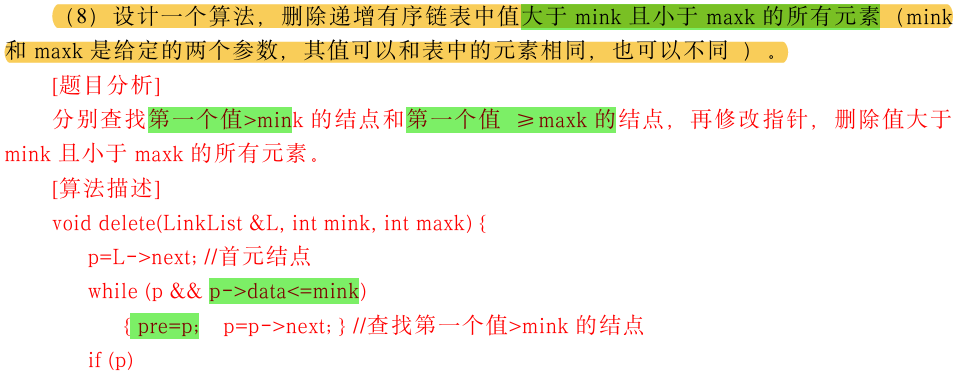 （8）设计一个算法，删除递增有序链表中值大于 mink 且小于 maxk 的所有元素（mink
和 maxk 是给定的两个参数，其值可以和表中的元素相同，也可以不同 ）。
[题目分析]
分别查找第一个值>mink 的结点和第一个值 ≥maxk 的结点，再修改指针，删除值大于
mink 且小于 maxk 的所有元素。
[算法描述]
void delete(LinkList &L, int mink, int maxk) {
p=L->next; //首元结点
while (p && p->data<=mink)
{ pre=p; p=p->next; } //查找第一个值>mink 的结点
if (p)